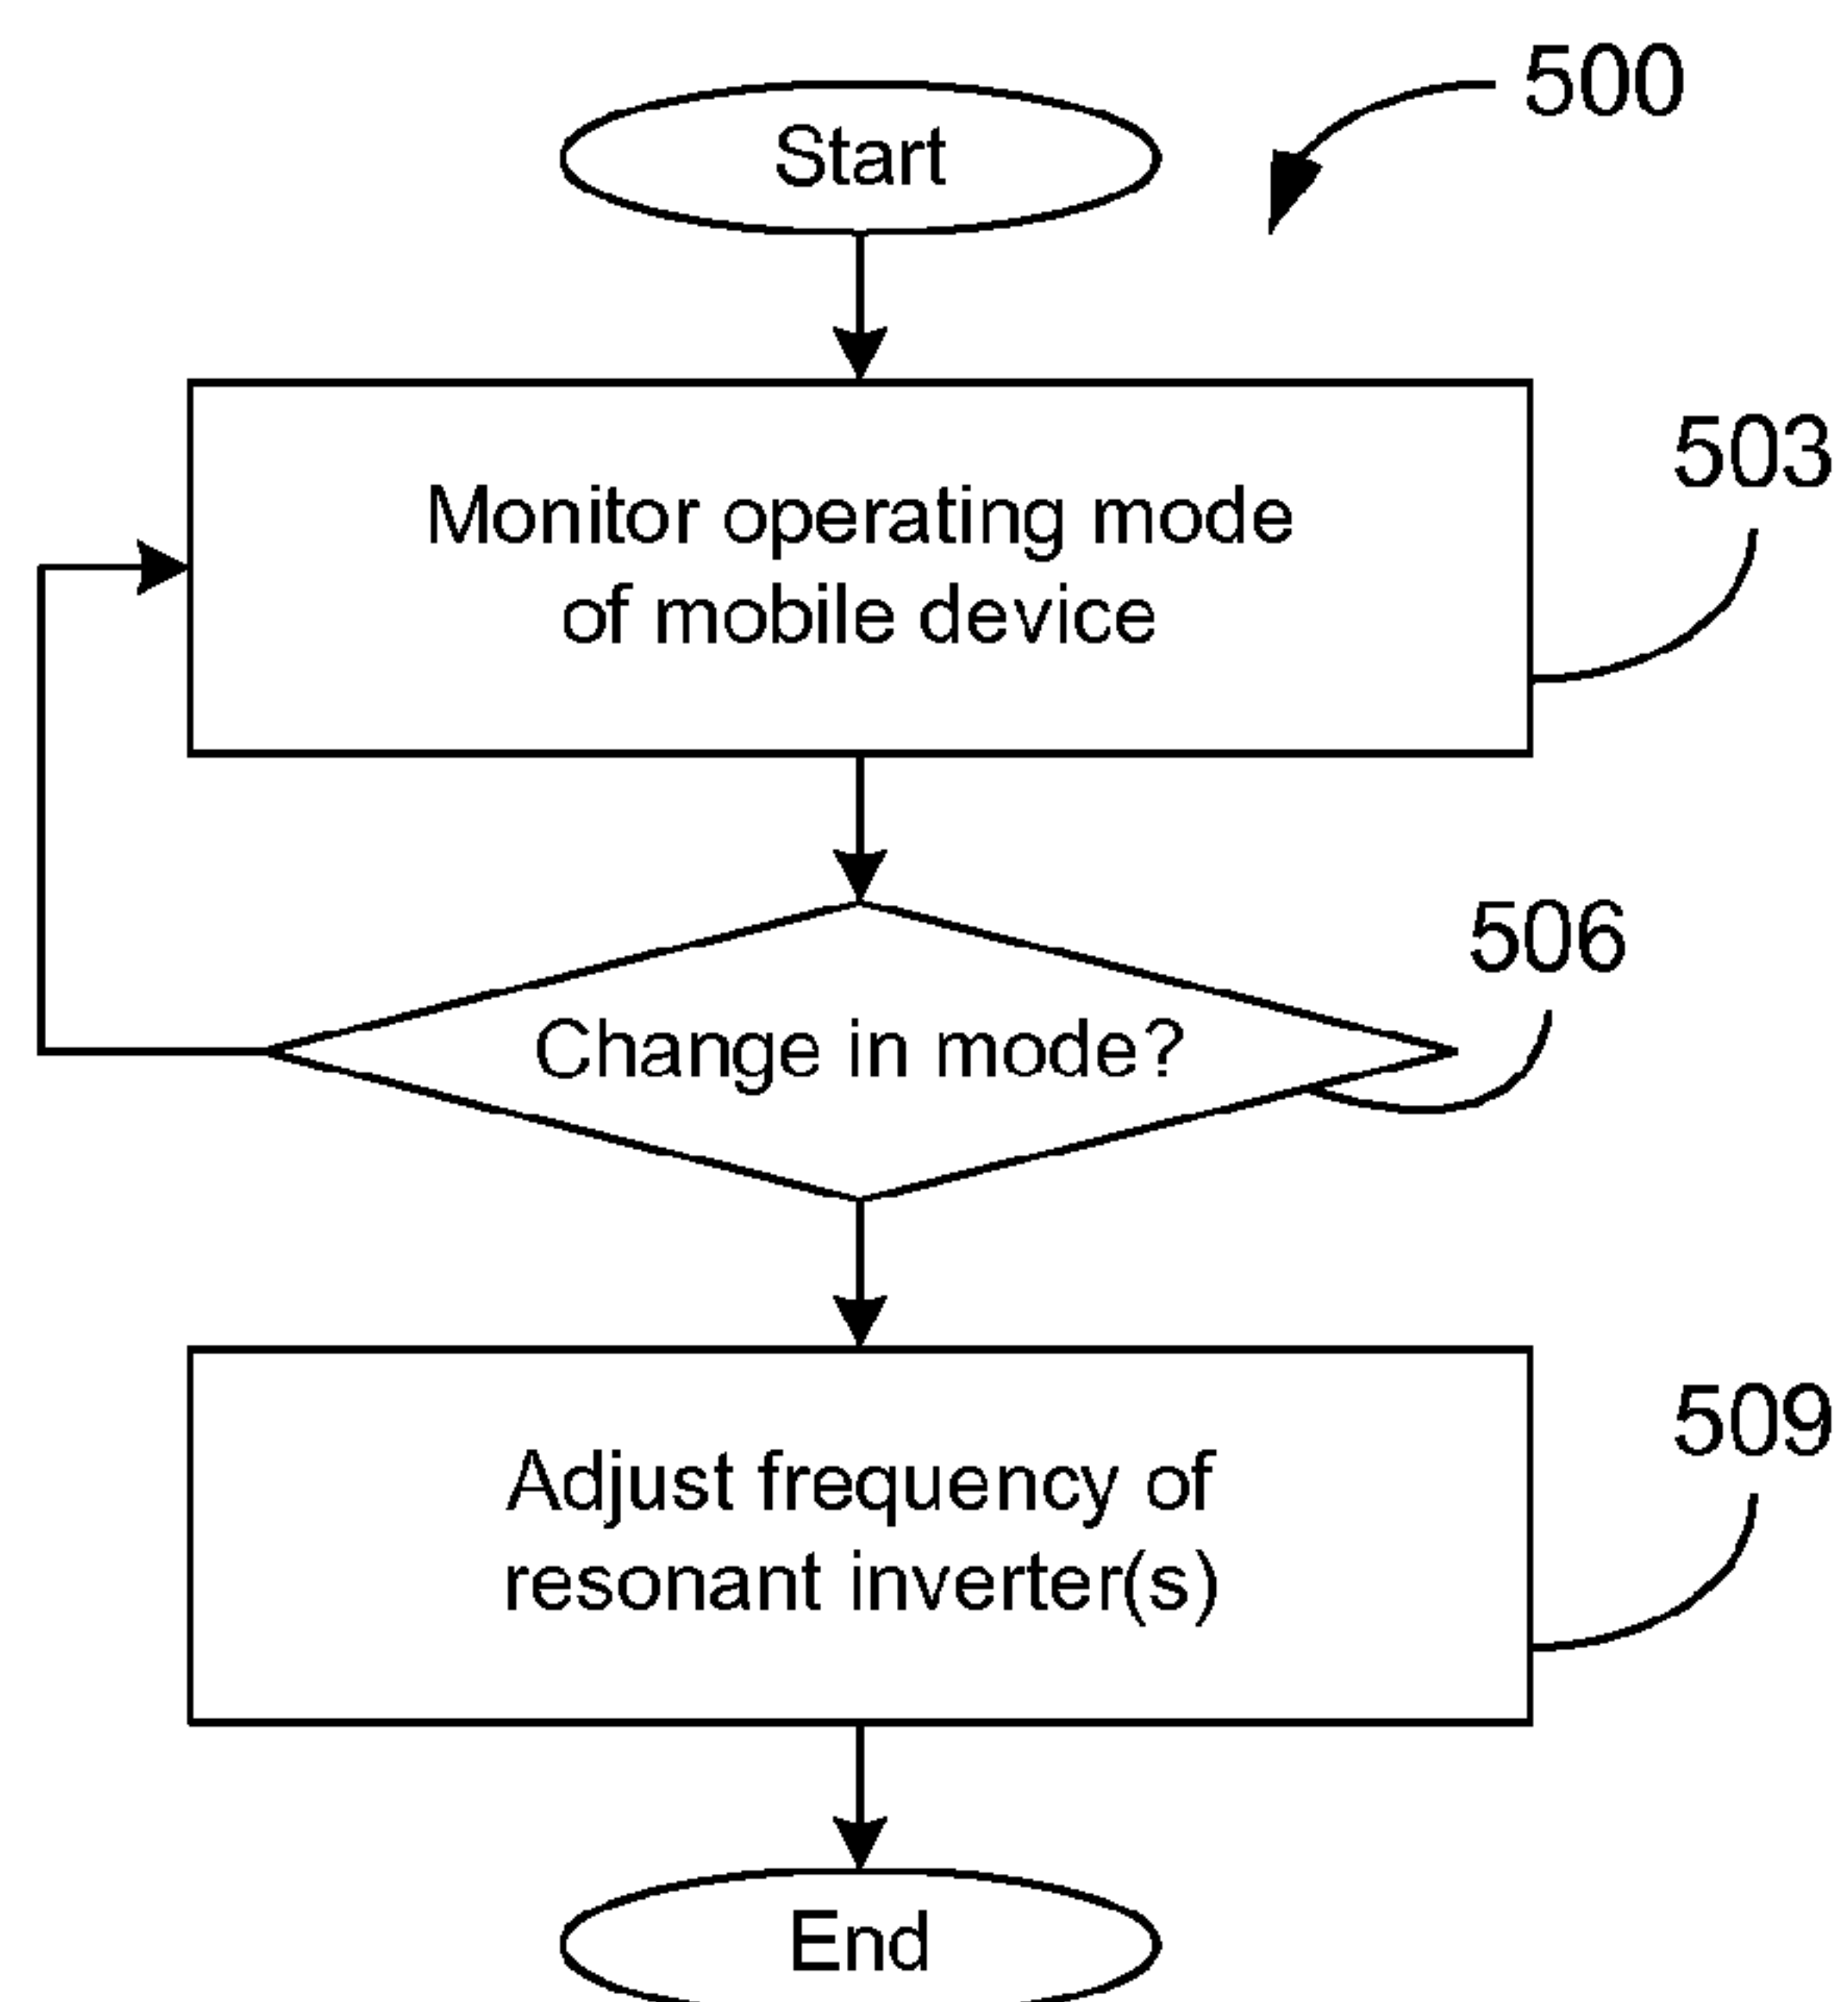 500
Start
503
Monitor operating mode
of mobile device
506
Change in mode?
509
Adjust frequency of
resonant inverter(s)
End